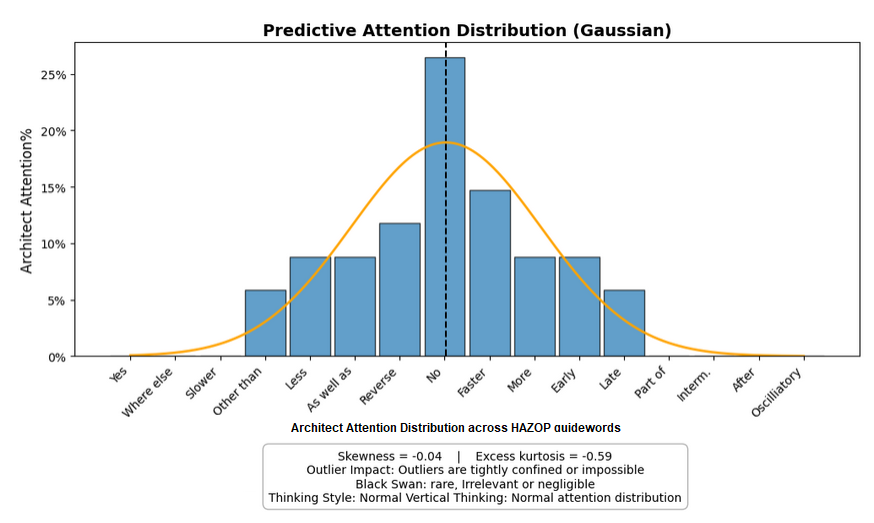 Predictive Attention Distribution (Gaussian)
Architect Attention%
25%
20%
15%
10%
5%
0%
Yes
Where else
Slower
Other than
Less
As well as
Reverse
No
Faster
More
Early
Late
Part of
Interm.
After
Oscilliatory
Architect Attention Distribution across HAZOP guidewords
Skewness = -0.04 | Excess kurtosis = -0.59
Outlier Impact: Outliers are tightly confined or impossible
Black Swan: rare, Irrelevant or negligible
Thinking Style: Normal Vertical Thinking: Normal attention distribution